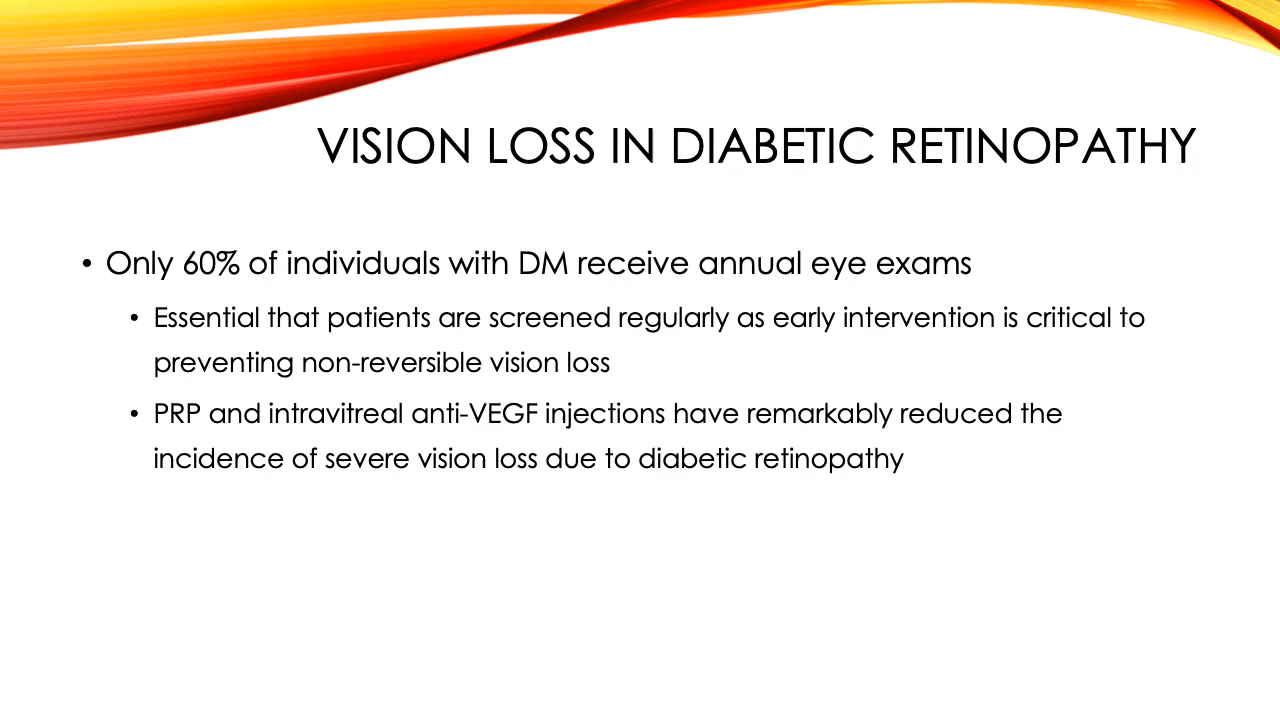 VISION LOSS IN DIABETIC RETINOPATHY
• Only 60% of individuals with DM receive annual eye exams
• Essential that patients are screened regularly as early intervention is critical to
preventing non-reversible vision loss
• PRP and intravitreal anti-VEGF injections have remarkably reduced the
incidence of severe vision loss due to diabetic retinopathy